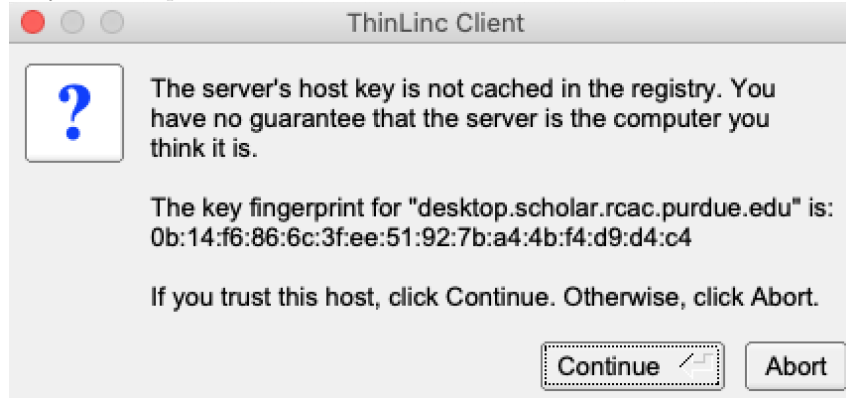 ThinLinc Client
?
The server's host key is not cached in the registry. You
have no guarantee that the server is the computer you
think it is.
The key fingerprint for "desktop.scholar.rcac.purdue.edu" is:
0b:14:f6:86:6c:3f:ee:51:92:7b:a4:4b:f4:d9:d4:c4
If you trust this host, click Continue. Otherwise, click Abort.
Continue Abort